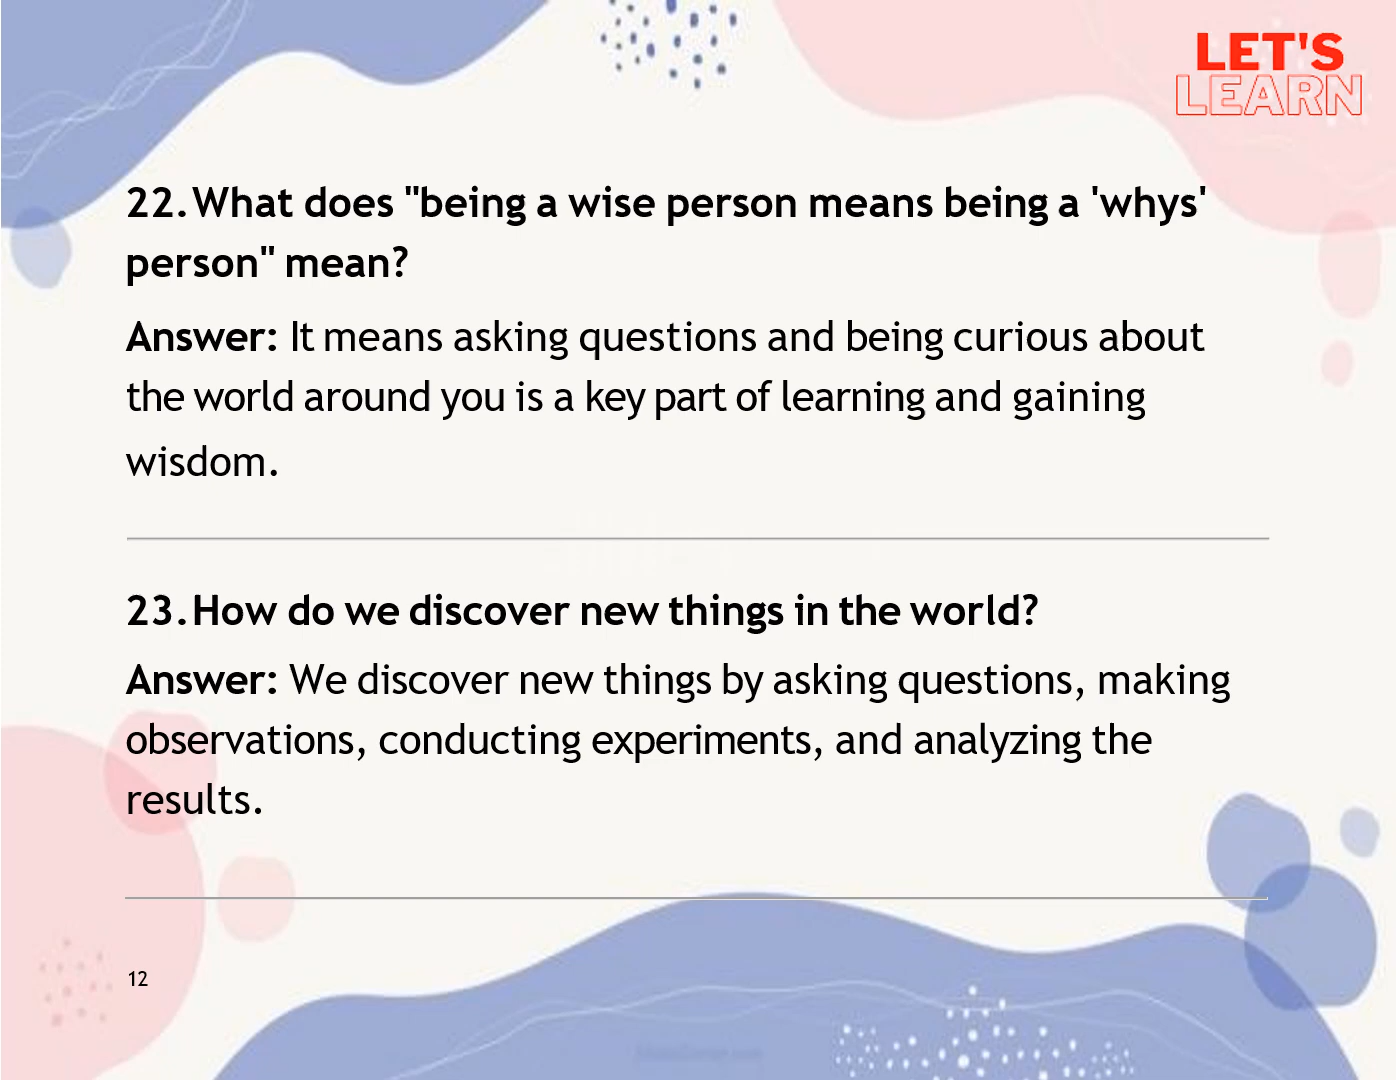 LET'S
LEARN
22. What does "being a wise person means being a 'whys'
person" mean?
Answer: It means asking questions and being curious about
the world around you is a key part of learning and gaining
wisdom.
23. How do we discover new things in the world?
Answer: We discover new things by asking questions, making
observations, conducting experiments, and analyzing the
results.
12